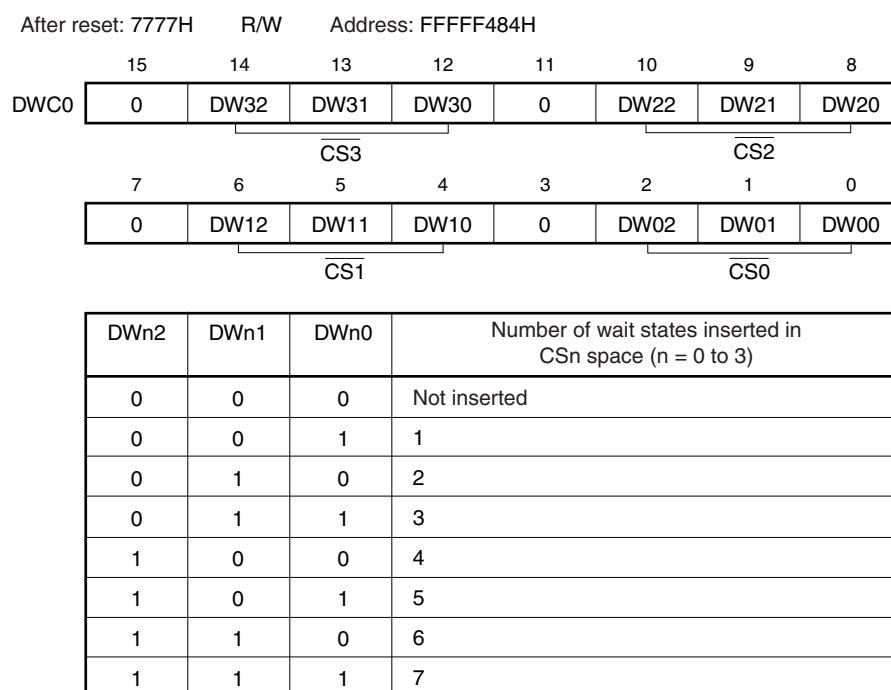 After reset: 7777H R/W Address: FFFFF484H
15 14 13 12 11 10 9 8
DWC0 0 DW32 DW31 DW30 0 DW22 DW21 DW20
CS3 CS2
7 6 5 4 3 2 1 0
0 DW12 DW11 DW10 0 DW02 DW01 DW00
CS1 CS0
DWn2 DWn1 DWn0 Number of wait states inserted in
CSn space (n = 0 to 3)
0 0 0 Not inserted
0 0 1 1
0 1 0 2
0 1 1 3
1 0 0 4
1 0 1 5
1 1 0 6
1 1 1 7